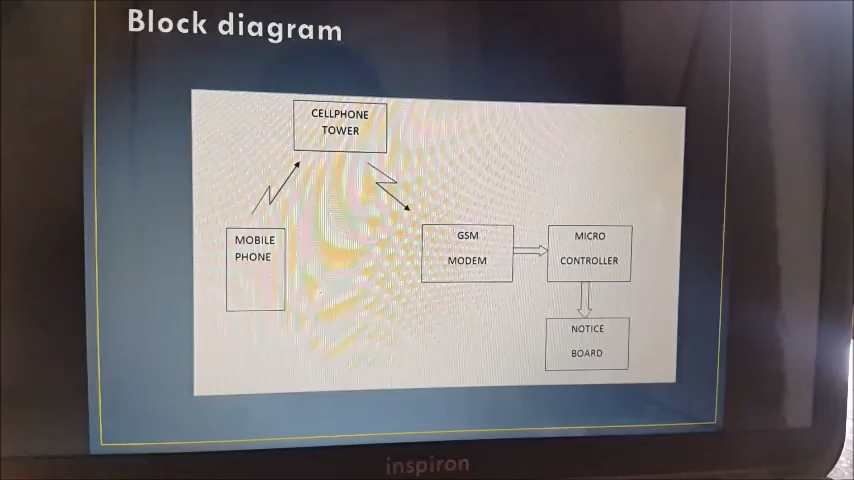 Block diagram
CELLPHONE
TOWER
MOBILE
PHONE
GSM
MODEM
MICRO
CONTROLLER
NOTICE
BOARD
inspiron